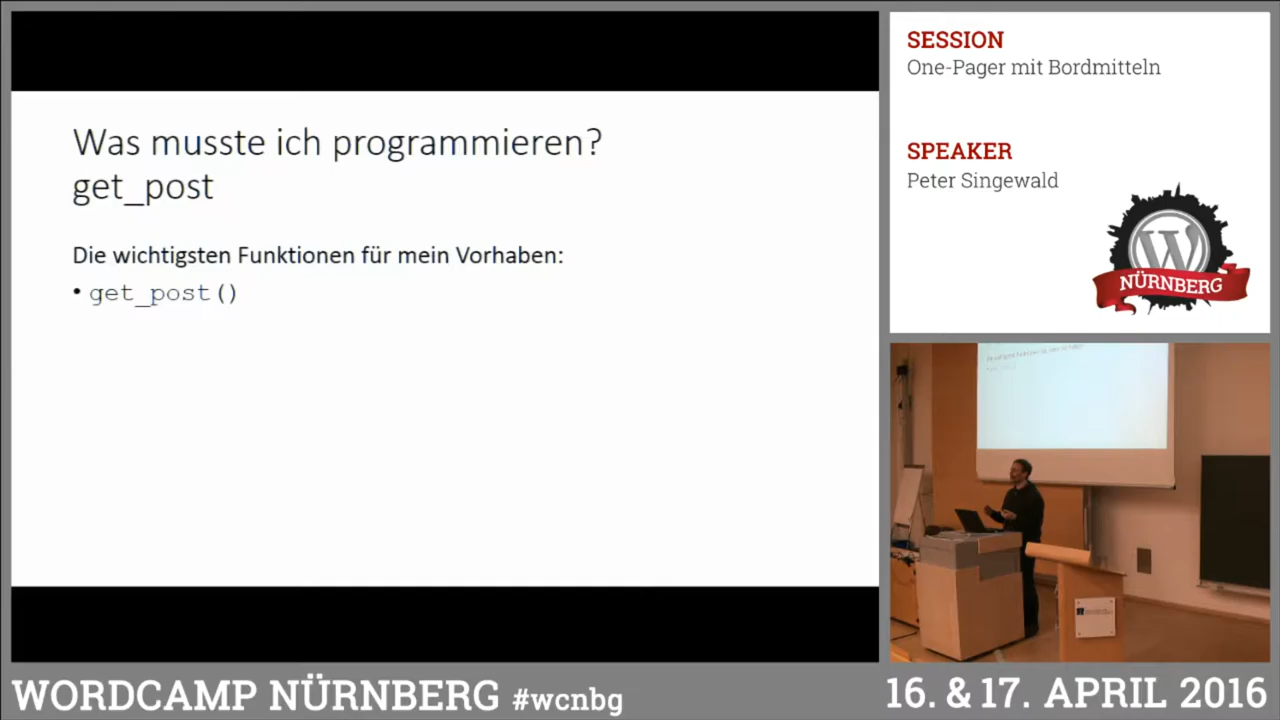 Was musste ich programmieren?
get_post
Die wichtigsten Funktionen für mein Vorhaben:
• get_post()
SESSION
One-Pager mit Bordmitteln
SPEAKER
Peter Singewald
NÜRNBERG
WORDCAMP NÜRNBERG #wcnbg
16. & 17. APRIL 2016